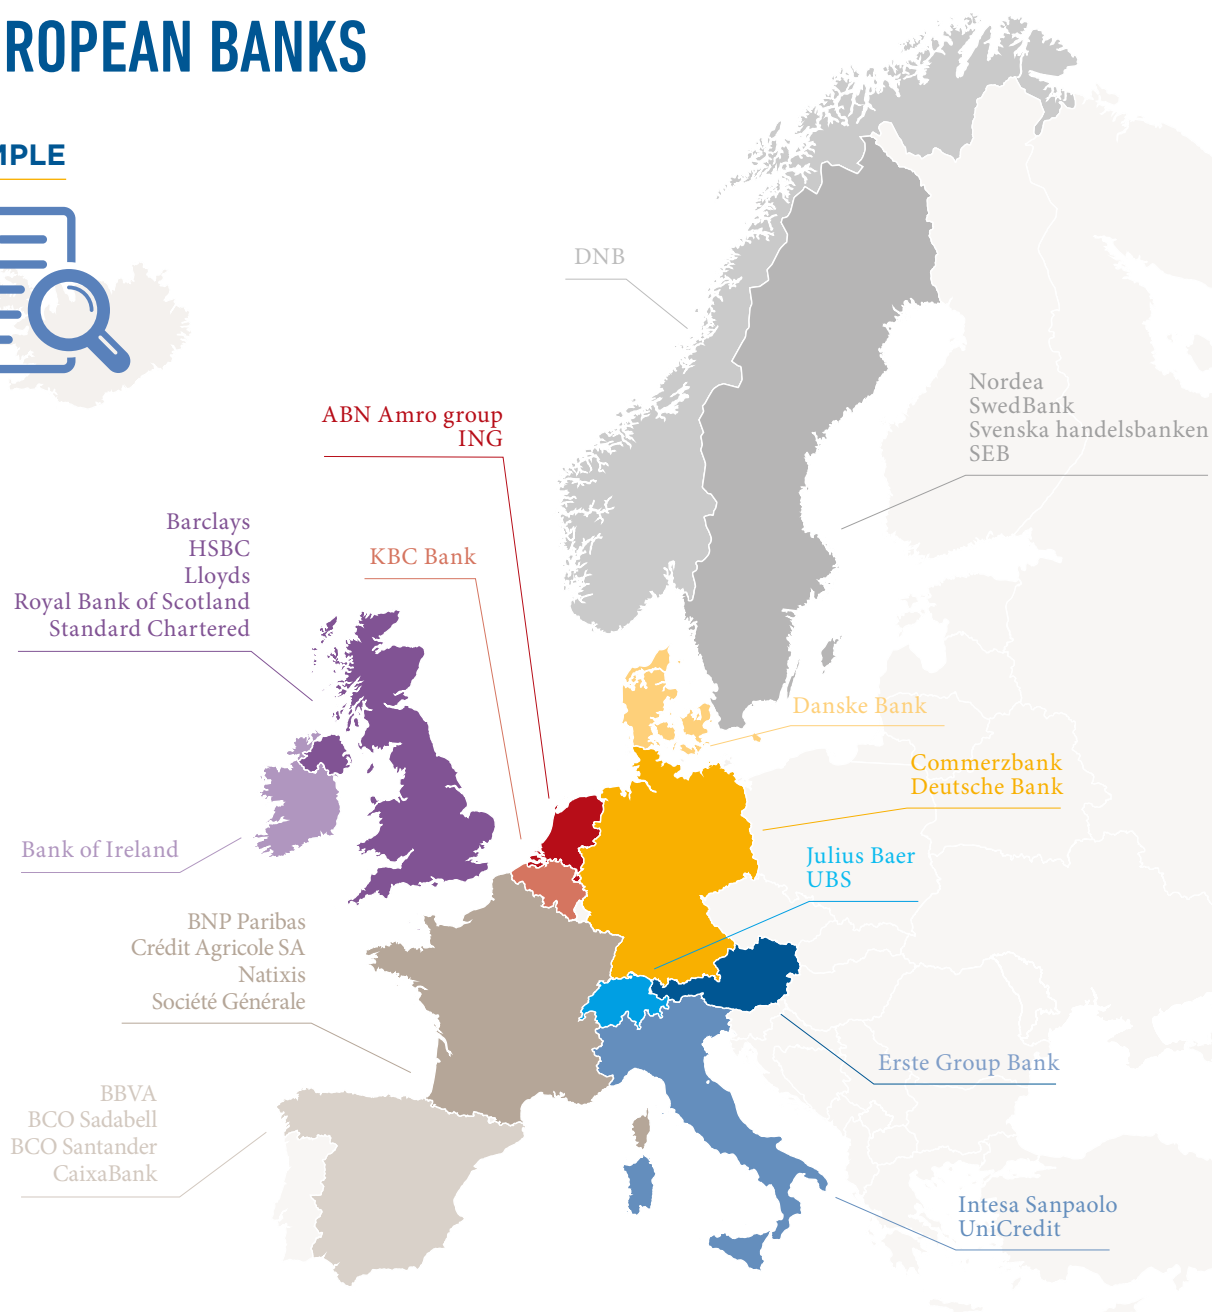 ROPEAN BANKS
MPLE
DNB
Nordea
SwedBank
Svenska handelsbanken
SEB
ABN Amro group
ING
Barclays
HSBC
Lloyds
Royal Bank of Scotland
Standard Chartered
KBC Bank
Danske Bank
Commerzbank
Deutsche Bank
Bank of Ireland
Julius Baer
UBS
BNP Paribas
Crédit Agricole SA
Natixis
Société Générale
Erste Group Bank
BBVA
BCO Sadabell
BCO Santander
CaixaBank
Intesa Sanpaolo
UniCredit